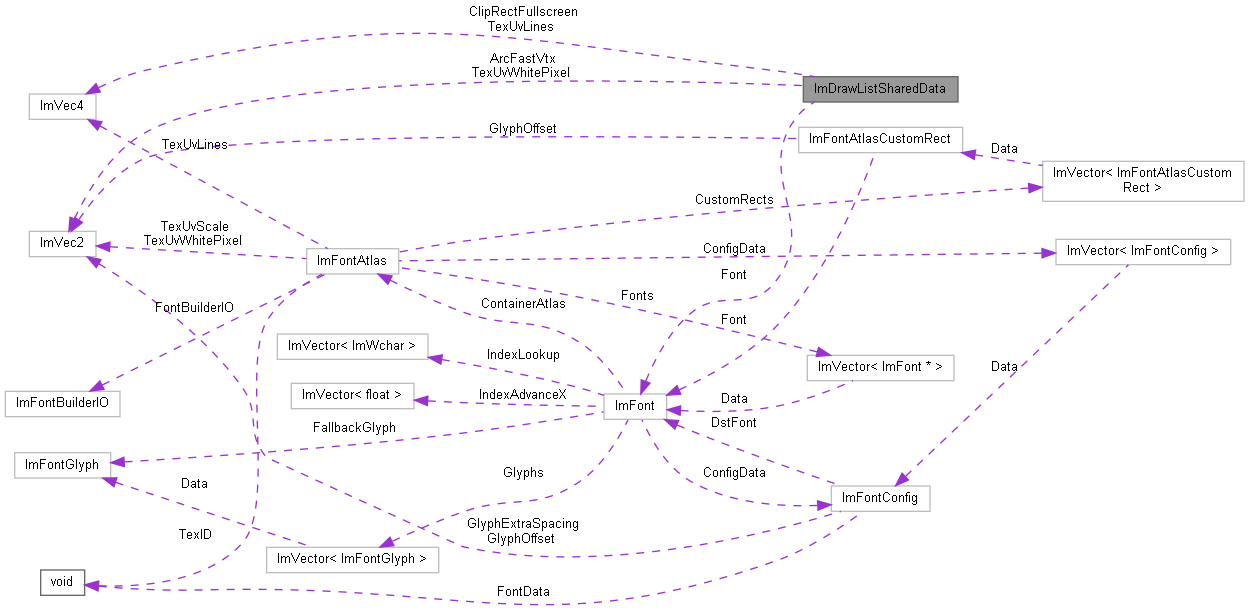 ClipRectFullscreen
TexUvLines
ArcFastVtx
TexUvWhitePixel
ImDrawListSharedData
ImVec4
GlyphOffset
ImFontAtlasCustomRect
TexUvLines
Data
ImVector< ImFontAtlasCustom
Rect >
CustomRects
TexUvScale
TexUvWhitePixel
ImVec2
ImFontAtlas
ConfigData
ImVector< ImFontConfig >
Font
Fonts
ContainerAtlas
FontBuilderIO
Font
ImVector< ImWchar >
IndexLookup
ImVector< ImFont * >
Data
ImVector< float >
IndexAdvanceX
ImFontBuilderIO
ImFont
Data
DstFont
FallbackGlyph
ImFontGlyph
Data
Glyphs
ConfigData
ImFontConfig
GlyphExtraSpacing
GlyphOffset
TexID
ImVector< ImFontGlyph >
void
FontData